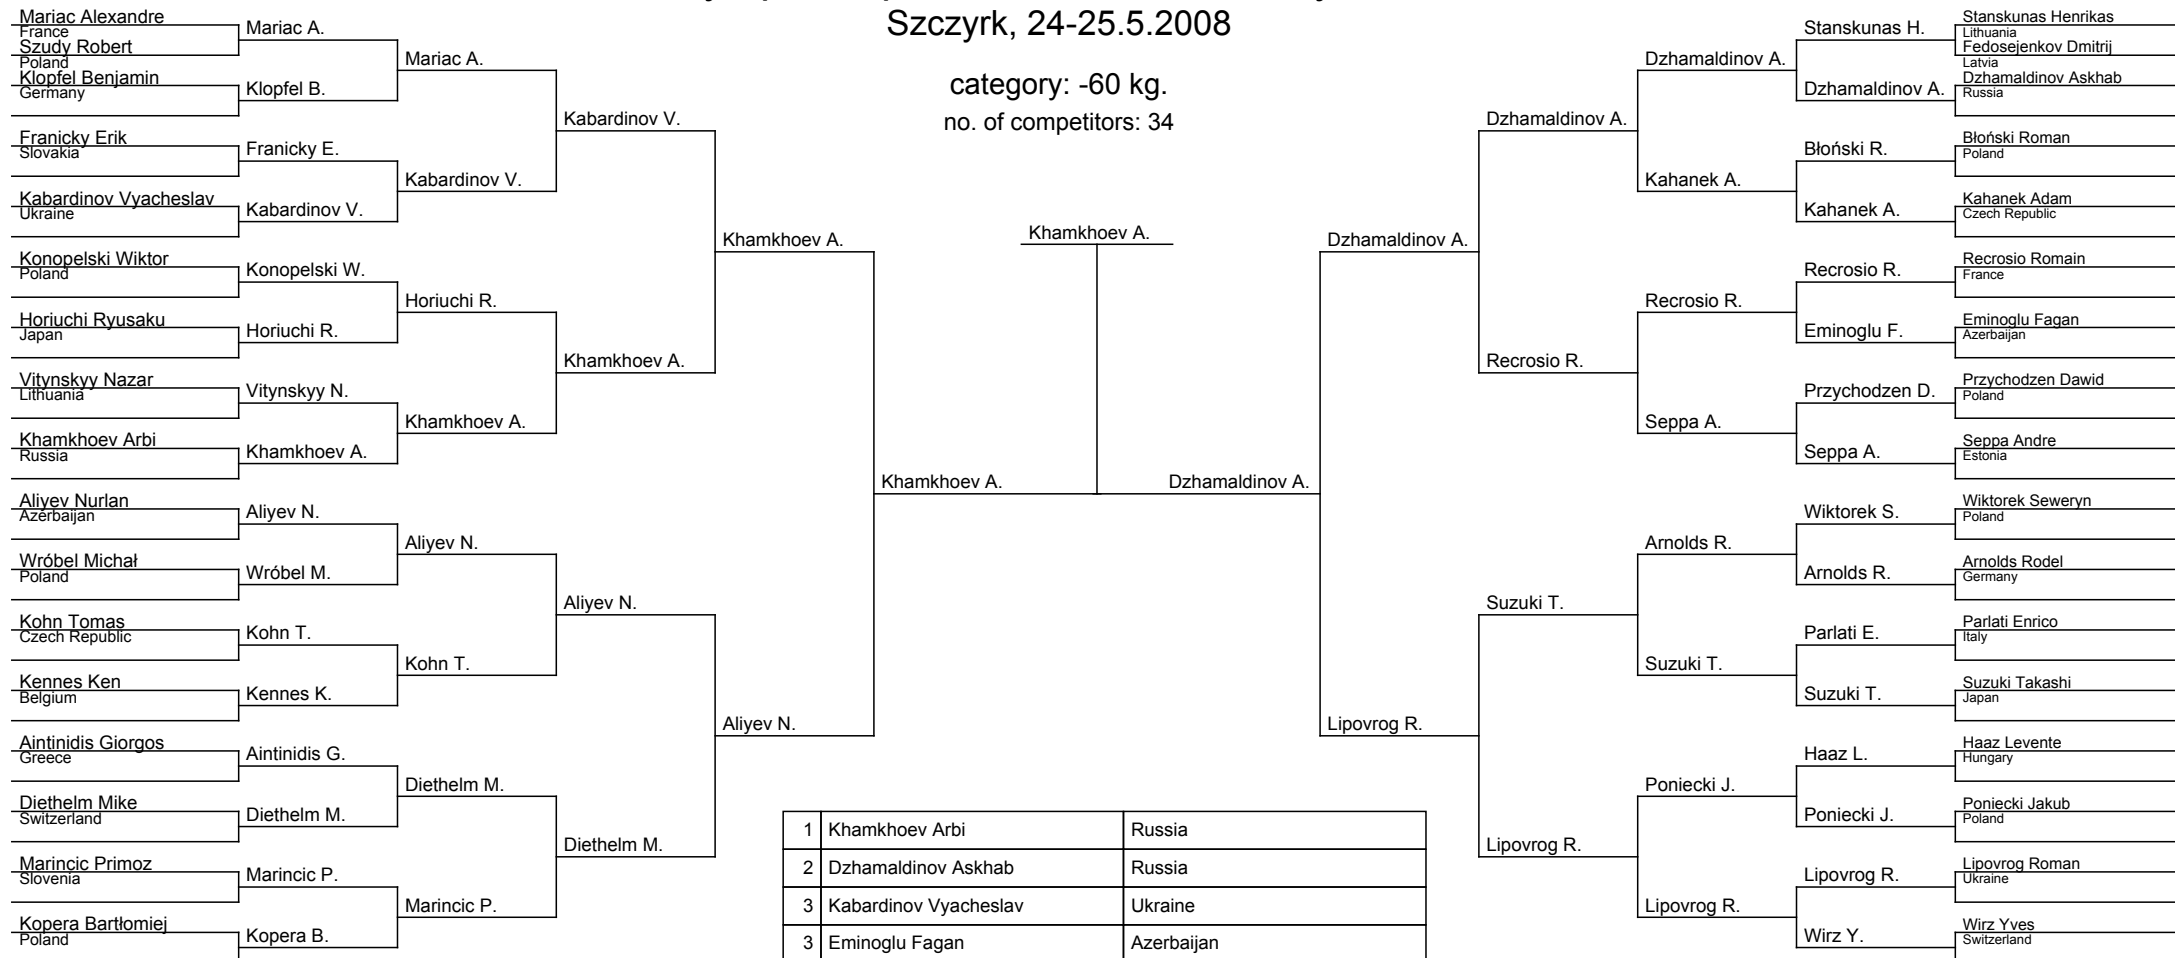 Szczyrk, 24-25.5.2008
category: -60 kg.
no. of competitors: 34
Mariac Alexandre
France
Szudy Robert
Poland
Klopfel Benjamin
Germany
Franicky Erik
Slovakia
Kabardinov Vyacheslav
Ukraine
Konopelski Wiktor
Poland
Horiuchi Ryusaku
Japan
Vitynskyy Nazar
Lithuania
Khamkhoev Arbi
Russia
Aliyev Nurlan
Azerbaijan
Wróbel Michał
Poland
Kohn Tomas
Czech Republic
Kennes Ken
Belgium
Aintinidis Giorgos
Greece
Diethelm Mike
Switzerland
Marincic Primoz
Slovenia
Kopera Bartłomiej
Poland
Mariac A.
Klopfel B.
Franicky E.
Kabardinov V.
Konopelski W.
Horiuchi R.
Vitynskyy N.
Khamkhoev A.
Aliyev N.
Wróbel M.
Kohn T.
Kennes K.
Aintinidis G.
Diethelm M.
Marincic P.
Kopera B.
Mariac A.
Kabardinov V.
Horiuchi R.
Khamkhoev A.
Aliyev N.
Kohn T.
Diethelm M.
Marincic P.
Kabardinov V.
Khamkhoev A.
Aliyev N.
Diethelm M.
Khamkhoev A.
Aliyev N.
Khamkhoev A.
Khamkhoev A.
Dzhamaldinov A.
Dzhamaldinov A.
Lipovrog R.
Dzhamaldinov A.
Recrosio R.
Suzuki T.
Lipovrog R.
Dzhamaldinov A.
Kahanek A.
Recrosio R.
Seppa A.
Arnolds R.
Suzuki T.
Poniecki J.
Lipovrog R.
Stanskunas H.
Dzhamaldinov A.
Błoński R.
Kahanek A.
Recrosio R.
Eminoglu F.
Przychodzen D.
Seppa A.
Wiktorek S.
Arnolds R.
Parlati E.
Suzuki T.
Haaz L.
Poniecki J.
Lipovrog R.
Wirz Y.
Stanskunas Henrikas
Lithuania
Fedosejenkov Dmitrij
Latvia
Dzhamaldinov Askhab
Russia
Błoński Roman
Poland
Kahanek Adam
Czech Republic
Recrosio Romain
France
Eminoglu Fagan
Azerbaijan
Przychodzen Dawid
Poland
Seppa Andre
Estonia
Wiktorek Seweryn
Poland
Arnolds Rodel
Germany
Parlati Enrico
Italy
Suzuki Takashi
Japan
Haaz Levente
Hungary
Poniecki Jakub
Poland
Lipovrog Roman
Ukraine
Wirz Yves
Switzerland
1 Khamkhoev Arbi Russia
2 Dzhamaldinov Askhab Russia
3 Kabardinov Vyacheslav Ukraine
3 Eminoglu Fagan Azerbaijan